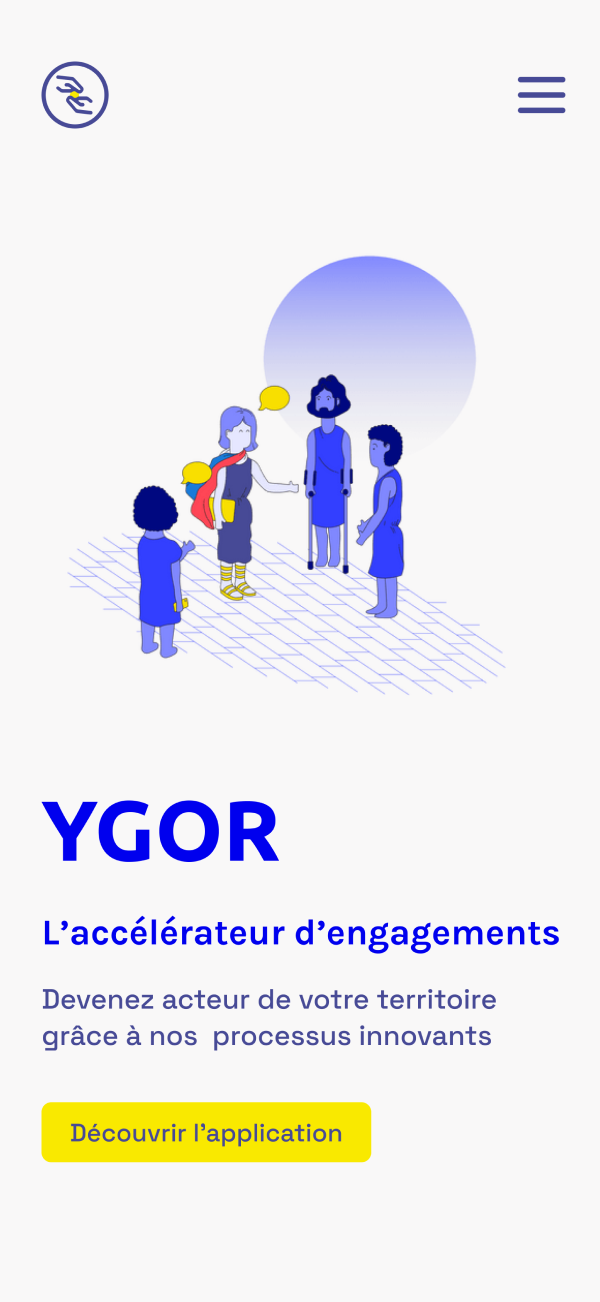 YGOR
L’accélérateur d’engagements
Devenez acteur de votre territoire
grâce à nos  processus innovants
Découvrir l’application